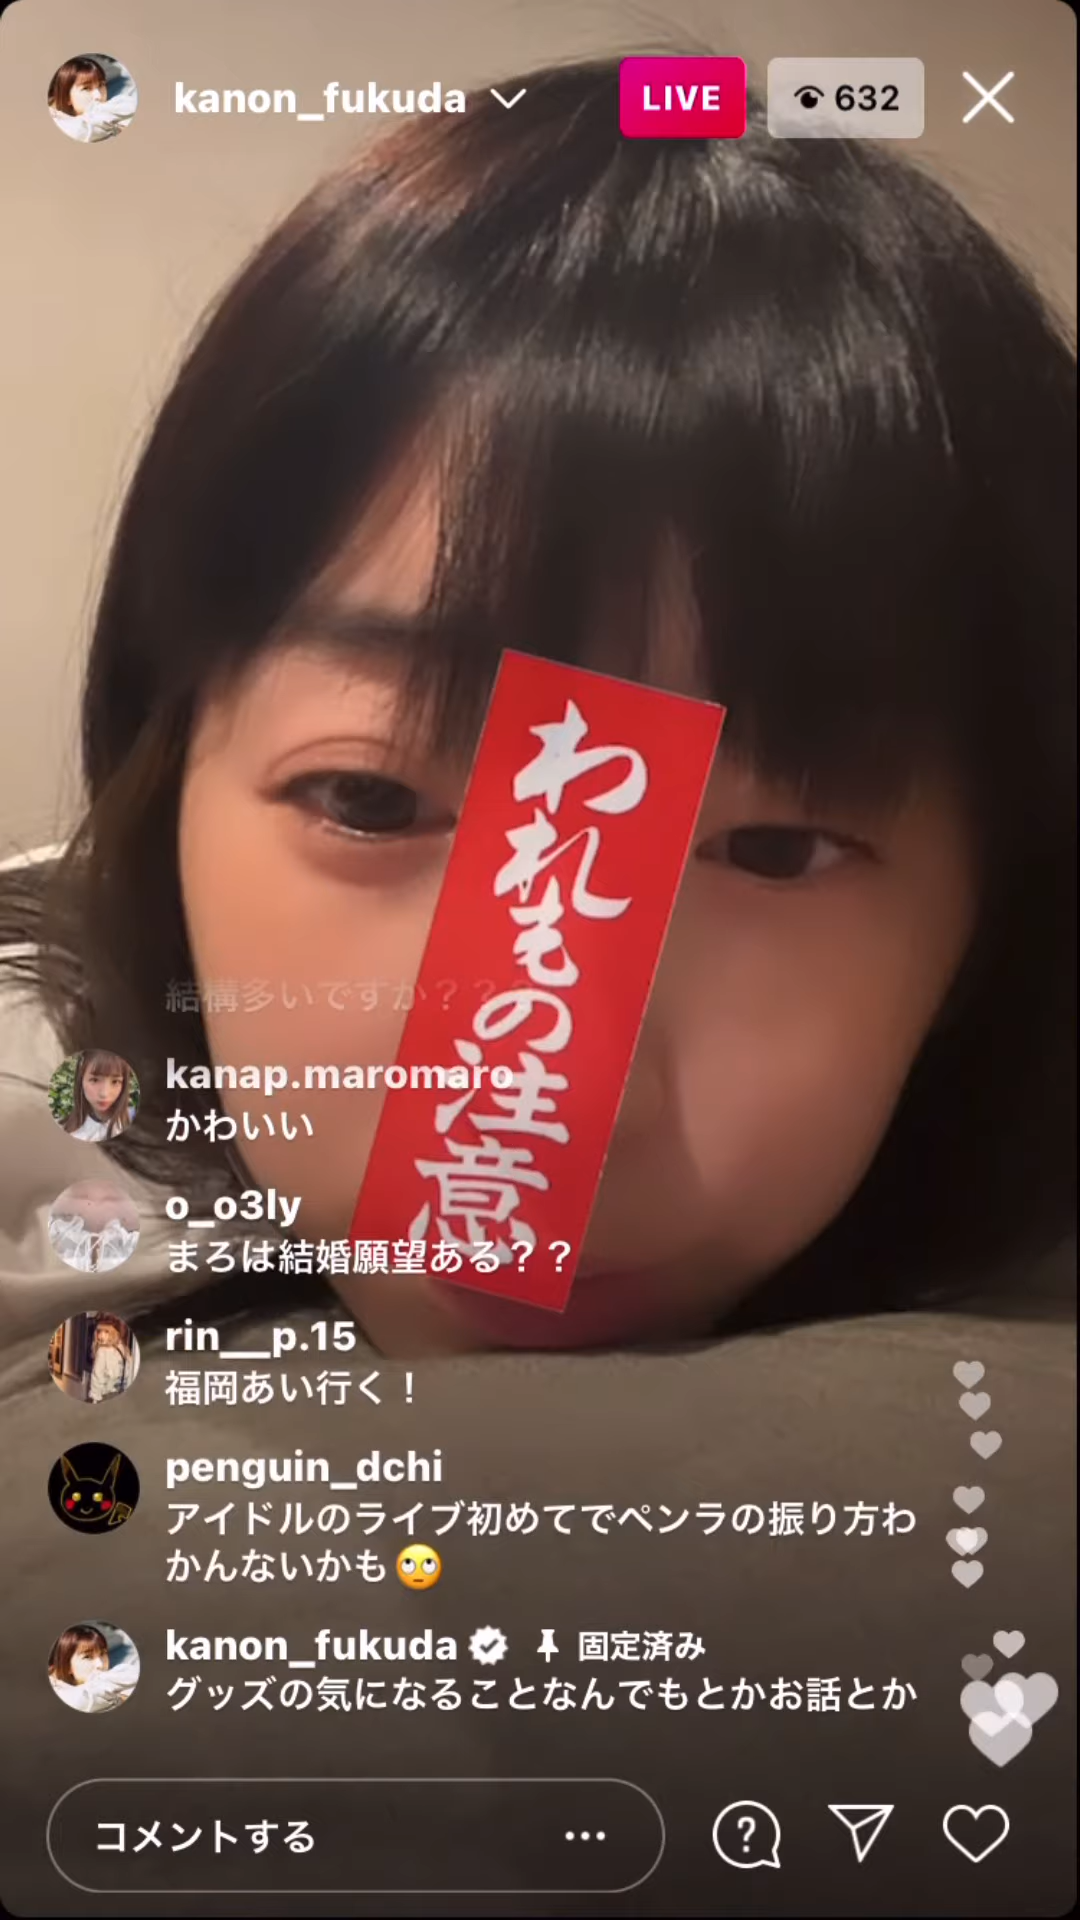 kanon_fukuda
LIVE
632
われもの注意
結構多いですか？？？
kanap.maromaro
かわいい
o_o3ly
まろは結婚願望ある？？
rin__p.15
福岡あい行く！
penguin_dchi
アイドルのライブ初めてでペンラの振り方わ
かんないかも🙄
kanon_fukuda 固定済み
グッズの気になることなんでもとかお話とか
コメントする